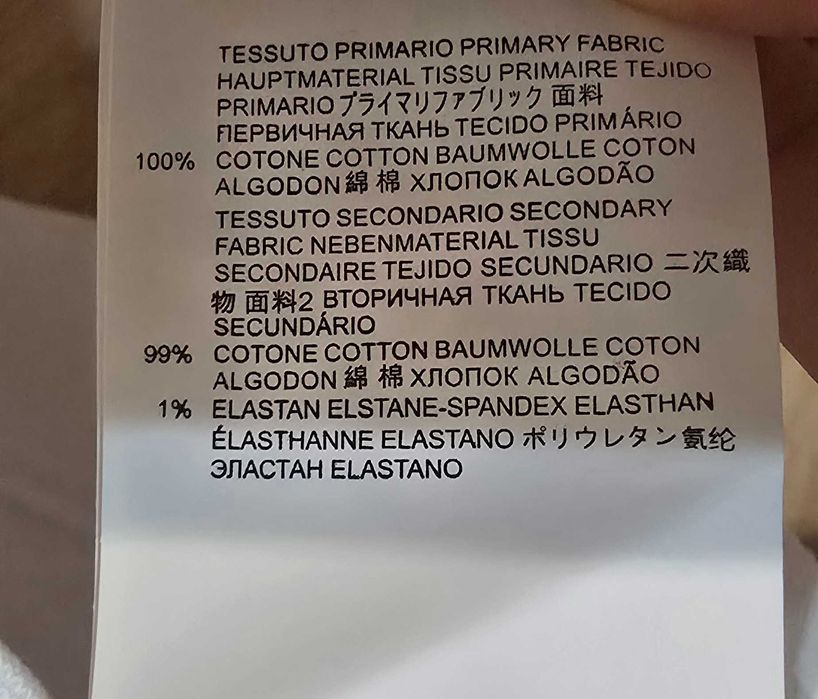 TESSUTO PRIMARIO PRIMARY FABRIC
HAUPTMATERIAL TISSU PRIMAIRE TEJIDO
PRIMARIO プライマリファブリック 面料
ПЕРВИЧНАЯ ТКАНЬ TECIDO PRIMÁRIO
100% COTONE COTTON BAUMWOLLE COTON
ALGODON 綿 棉 ХЛОПОК ALGODÃO
TESSUTO SECONDARIO SECONDARY
FABRIC NEBENMATERIAL TISSU
SECONDAIRE TEJIDO SECUNDARIO 二次織
物 面料2 ВТОРИЧНАЯ ТКАНЬ TECIDO
SECUNDÁRIO
99% COTONE COTTON BAUMWOLLE COTON
ALGODON 綿 棉 ХЛОПОК ALGODÃO
1% ELASTAN ELSTANE-SPANDEX ELASTHAN
ÉLASTHANNE ELASTANO ポリウレタン 氨纶
ЭЛАСТАН ELASTANO